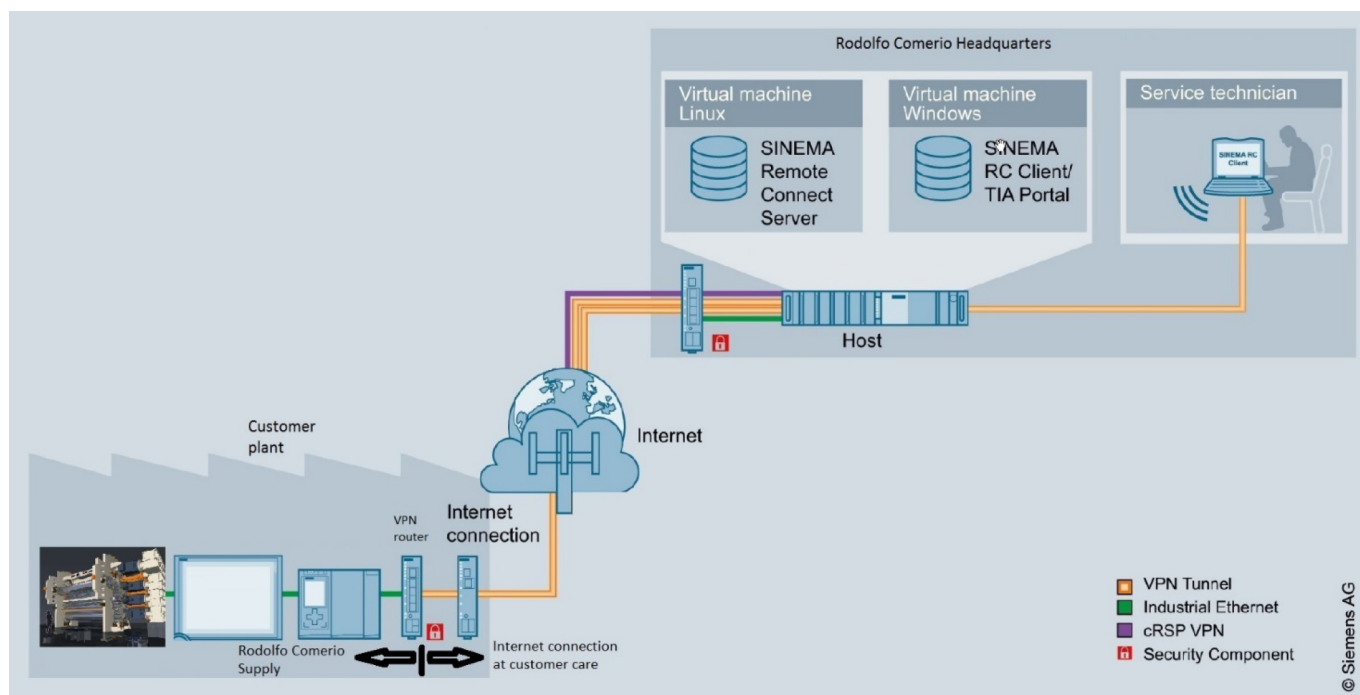 Rodolfo Comerio Headquarters
Virtual machine
Linux
SINEMA
Remote
Connect
Server
Virtual machine
Windows
SINEMA
RC Client/
TIA Portal
Service technician
SINEMA RC
Client
Host
Internet
Customer
plant
VPN
router
Internet
connection
Rodolfo Comerio
Supply
Internet connection
at customer care
VPN Tunnel
Industrial Ethernet
cRSP VPN
Security Component
© Siemens AG